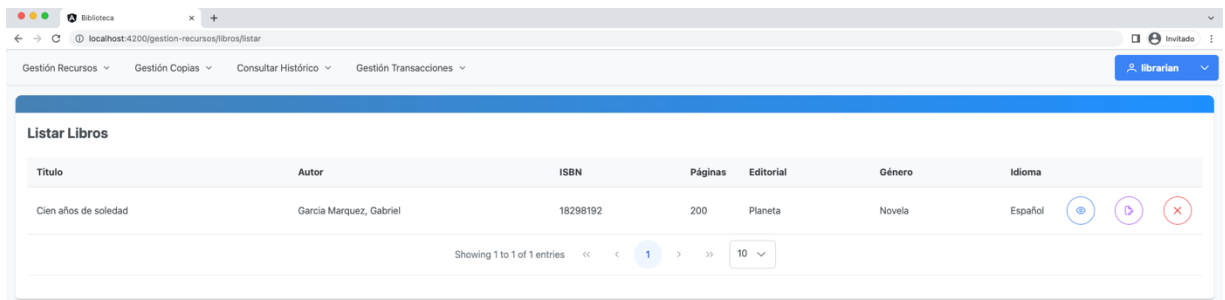 Biblioteca
localhost:4200/gestion-recursos/libros/listar
Invitado
Gestión Recursos Gestión Copias Consultar Histórico Gestión Transacciones librarian
Listar Libros
Titulo Autor ISBN Páginas Editorial Género Idioma
Cien años de soledad Garcia Marquez, Gabriel 18298192 200 Planeta Novela Español
Showing 1 to 1 of 1 entries << < 1 > >> 10